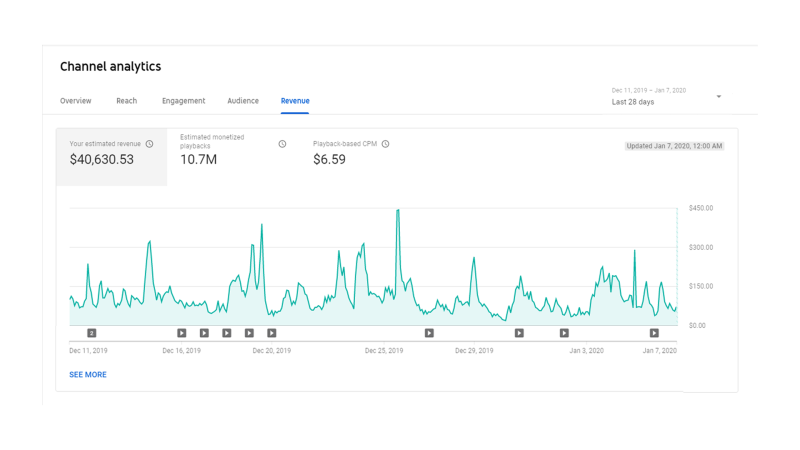 Channel analytics
Dec 11, 2019 – Jan 7, 2020
Overview Reach Engagement Audience Revenue
Last 28 days
Your estimated revenue
$40,630.53
Estimated monetized
playbacks
10.7M
Playback-based CPM
$6.59
Updated Jan 7, 2020, 12:00 AM
$450.00
$300.00
$150.00
$0.00
2
Dec 11, 2019 Dec 16, 2019 Dec 20, 2019 Dec 25, 2019 Dec 29, 2019 Jan 3, 2020 Jan 7, 2020
SEE MORE